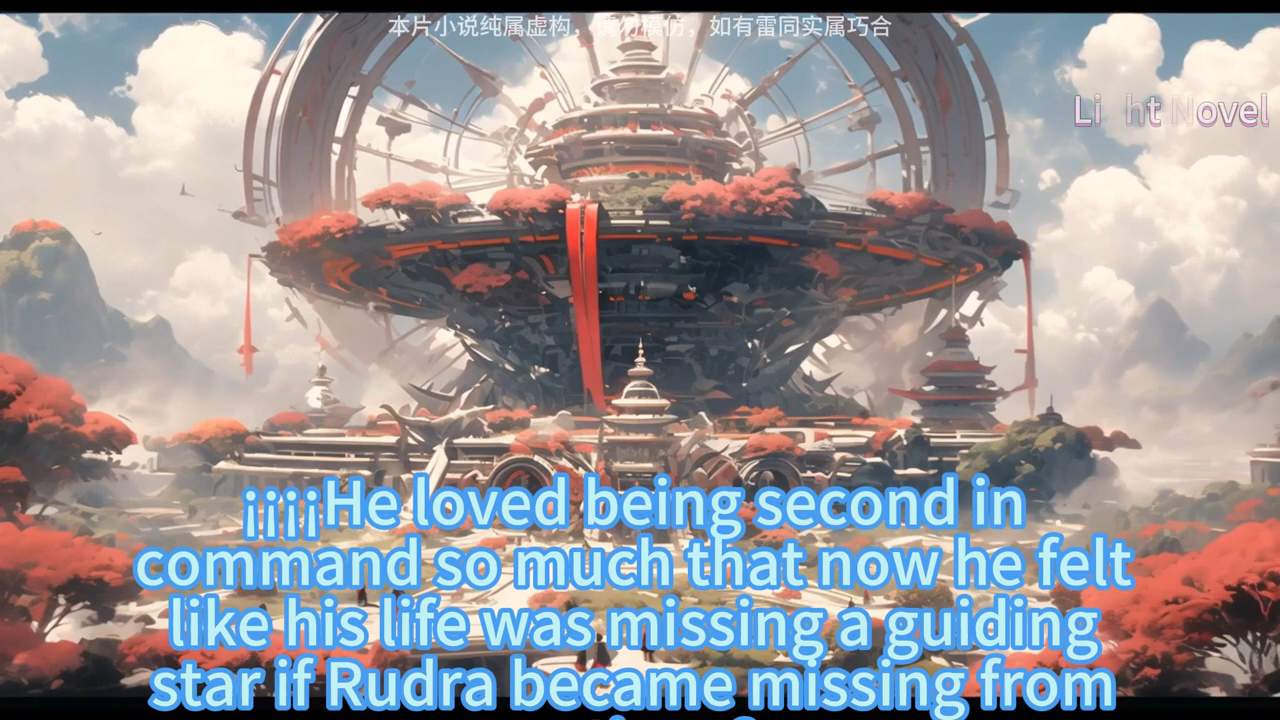 本片小说纯属虚构，请勿模仿，如有雷同实属巧合
Li ht Novel
¡¡¡¡He loved being second in
command so much that now he felt
like his life was missing a guiding
star if Rudra became missing from